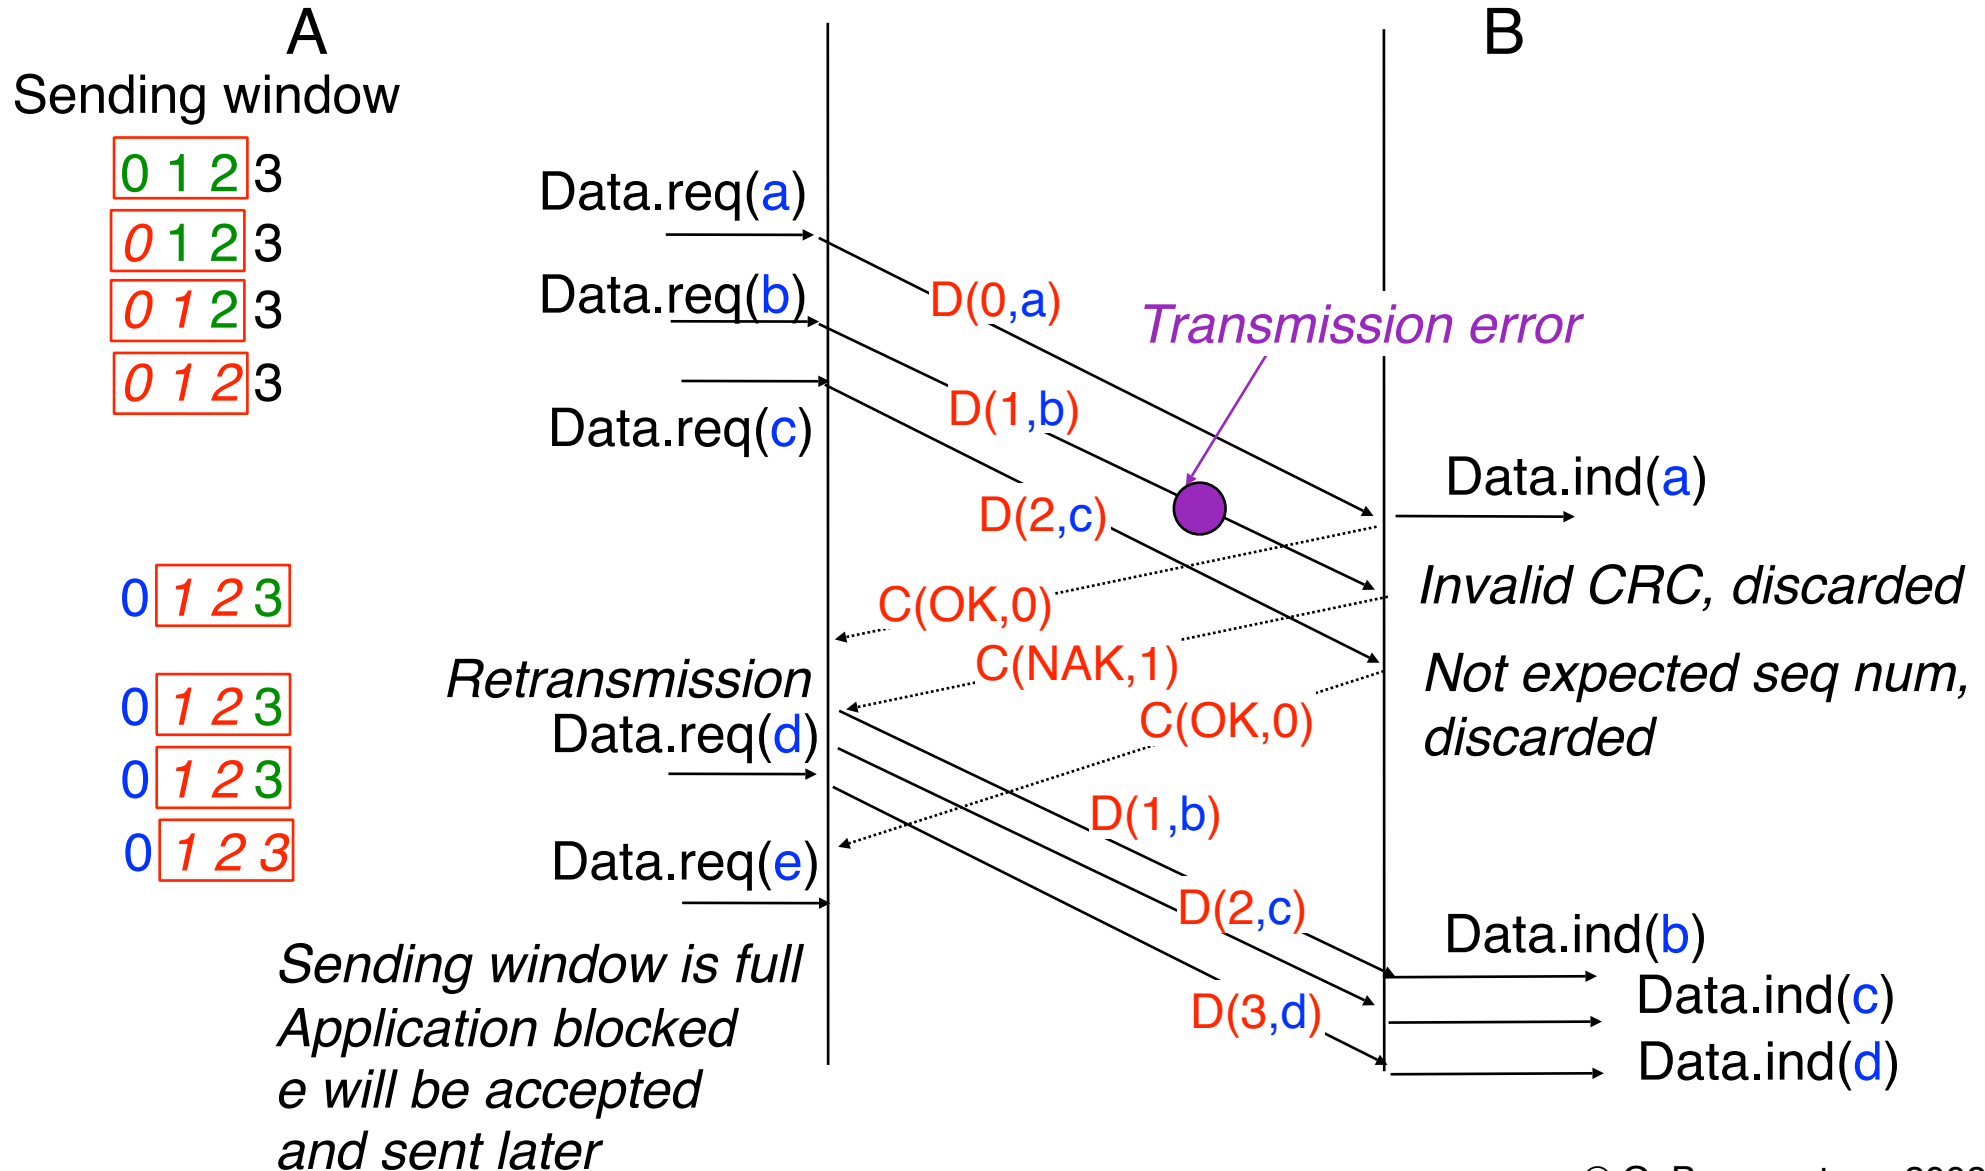 A
B
Sending window
0 1 2 3
Data.req(a)
0 1 2 3
Data.req(b)
D(0,a)
0 1 2 3
Transmission error
0 1 2 3
D(1,b)
Data.req(c)
Data.ind(a)
D(2,c)
Invalid CRC, discarded
0 1 2 3
C(OK,0)
C(NAK,1)
Not expected seq num,
discarded
Retransmission
0 1 2 3
Data.req(d)
C(OK,0)
0 1 2 3
D(1,b)
0 1 2 3
Data.req(e)
D(2,c)
Data.ind(b)
Sending window is full
Application blocked
e will be accepted
and sent later
Data.ind(c)
D(3,d)
Data.ind(d)